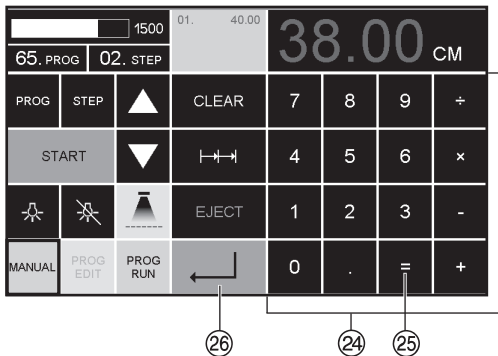 1500
01. 40.00
38.00 CM
65. PROG 02. STEP
PROG STEP CLEAR 7 8 9 ÷
START 4 5 6 ×
EJECT 1 2 3 -
MANUAL PROG EDIT PROG RUN 0 . = +
26 24 25